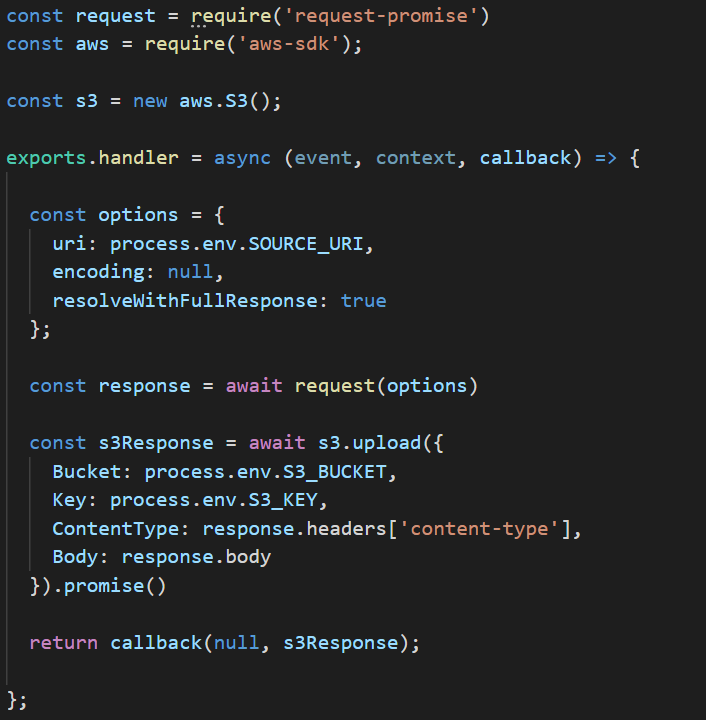 const request = require('request-promise')
const aws = require('aws-sdk');
const s3 = new aws.S3();
exports.handler = async (event, context, callback) => {
const options = {
uri: process.env.SOURCE_URI,
encoding: null,
resolveWithFullResponse: true
};
const response = await request(options)
const s3Response = await s3.upload({
Bucket: process.env.S3_BUCKET,
Key: process.env.S3_KEY,
ContentType: response.headers['content-type'],
Body: response.body
}).promise()
return callback(null, s3Response);
};